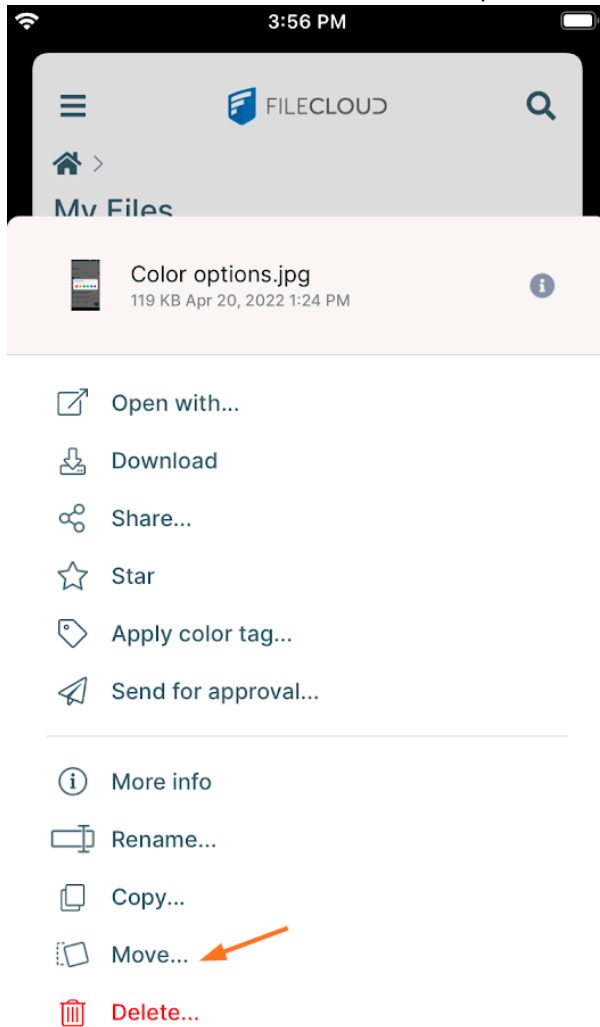 3:56 PM
FILECLOUD
My Files
Color options.jpg
119 KB Apr 20, 2022 1:24 PM
Open with...
Download
Share...
Star
Apply color tag...
Send for approval...
More info
Rename...
Copy...
Move...
Delete...